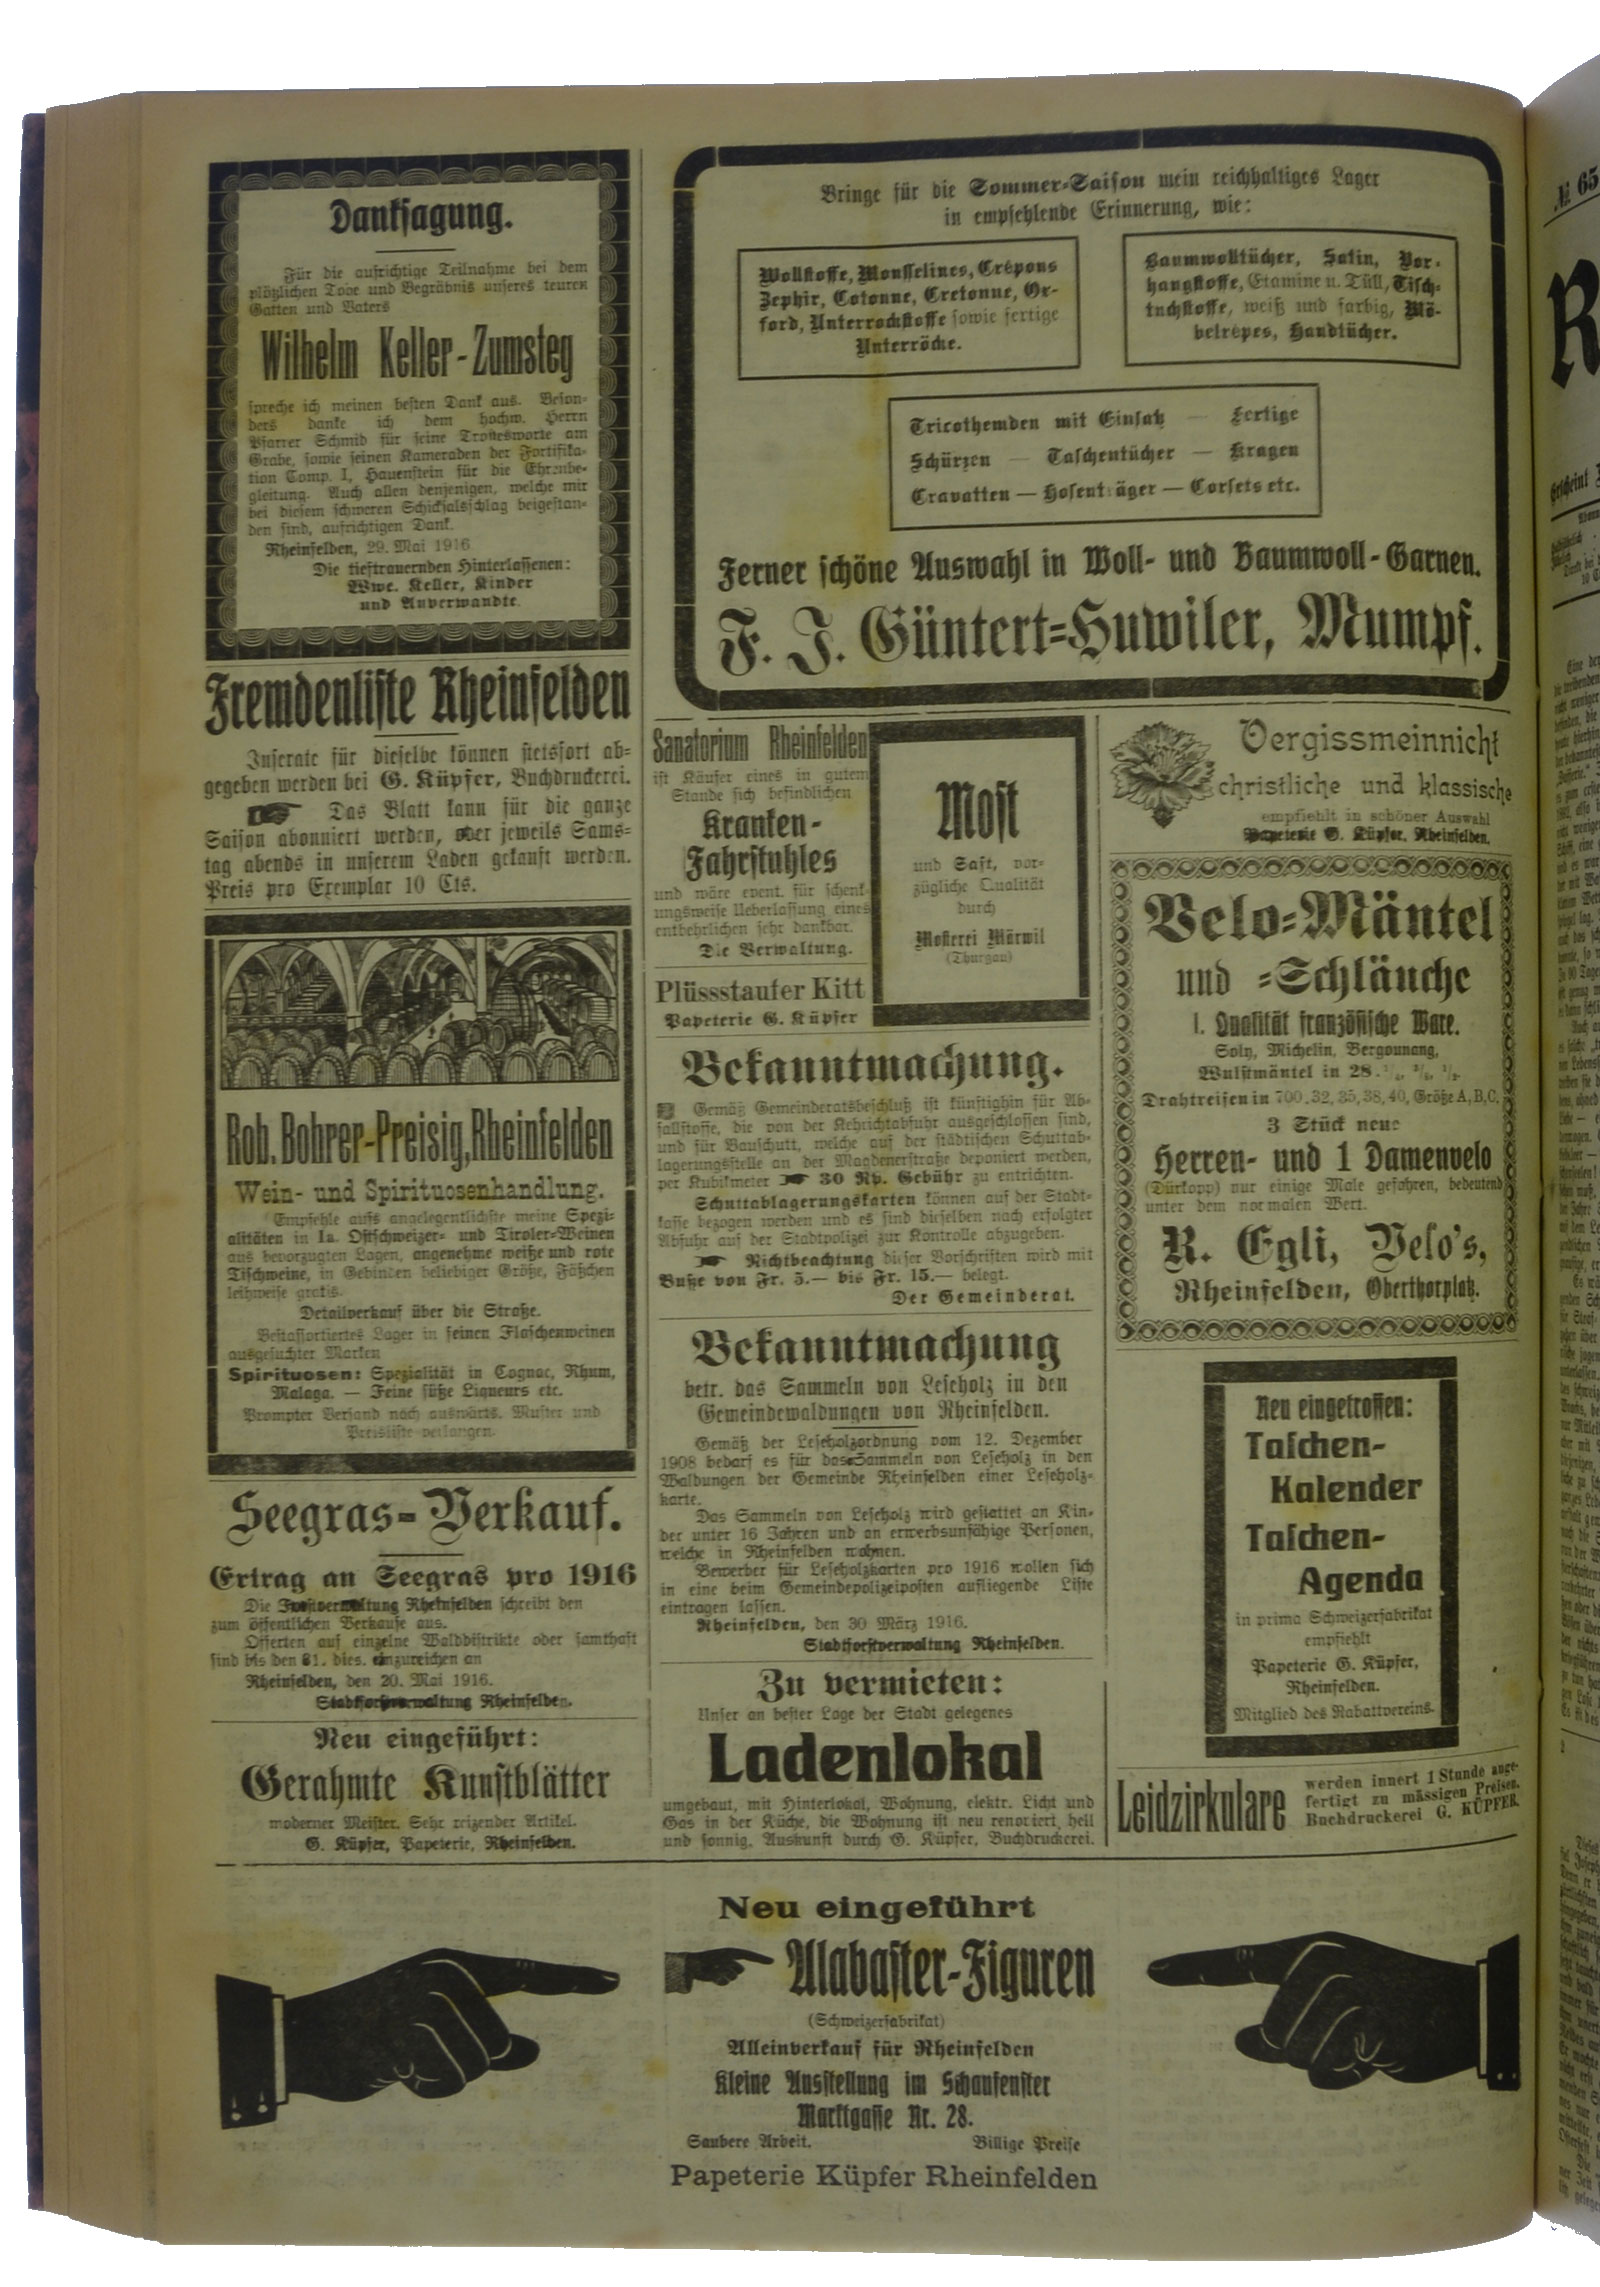 Danksagung.
Für die aufrichtige Teilnahme bei dem
plötzlichen Tode und Begräbnis unseres teuren
Gatten und Vaters
Wilhelm Keller-Zumsteg
spreche ich meinen besten Dank aus. Beson-
ders danke ich dem hochw. Herrn
Pfarrer Schmid für seine Trostesworte am
Grabe, sowie seinen Kameraden der Fortifika-
tion Comp. I, Hauenstein für die Ehrenbe-
gleitung. Auch allen denjenigen, welche mir
bei diesem schweren Schicksalsschlag beigestan-
den sind, aufrichtigen Dank.
Rheinfelden, 29. Mai 1916.
Die tieftrauernden Hinterlassenen:
Wwe. Keller, Kinder
und Anverwandte.
Fremdenliste Rheinfelden
Inserate für dieselbe können stetsfort ab-
gegeben werden bei G. Küpfer, Buchdruckerei.
Das Blatt kann für die ganze
Saison abonniert werden, oder jeweils Sams-
tag abends in unserem Laden gekauft werden.
Preis pro Exemplar 10 Cts.
Rob. Bohrer-Preisig, Rheinfelden
Wein- und Spirituosenhandlung.
Empfehle aufs angelegentlichste meine Spezi-
alitäten in Ia. Ostschweizer- und Tiroler-Weinen
aus bevorzugten Lagen, angenehme weiße und rote
Tischweine, in Gebinden beliebiger Größe, Fäßchen
leihweise gratis.
Detailverkauf über die Straße.
Bestassortiertes Lager in feinen Flaschenweinen
ausgesuchter Marken
Spirituosen: Spezialität in Cognac, Rhum,
Malaga. — Feine süße Liqueurs etc.
Prompter Versand nach auswärts. Muster und
Preisliste verlangen.
Seegras-Verkauf.
Ertrag an Seegras pro 1916
Die Forstverwaltung Rheinfelden schreibt den
zum öffentlichen Verkaufe aus.
Offerten auf einzelne Walddistrikte oder samthaft
sind bis den 31. dies. einzureichen an
Rheinfelden, den 20. Mai 1916.
Stadtforstverwaltung Rheinfelden.
Neu eingeführt:
Gerahmte Kunstblätter
moderner Meister. Sehr reizender Artikel.
G. Küpfer, Papeterie, Rheinfelden.
Bringe für die Sommer-Saison mein reichhaltiges Lager
in empfehlende Erinnerung, wie:
Wollstoffe, Mousselines, Crêpons
Zephir, Cotonne, Cretonne, Ox-
ford, Unterrockstoffe sowie fertige
Unterröcke.
Baumwolltücher, Satin, Vor-
hangstoffe, Etamine u. Tüll, Tisch-
tuchstoffe, weiß und farbig, Mö-
belrêpes, Handtücher.
Tricothemden mit Einsatz — Fertige
Schürzen — Taschentücher — Kragen
Cravatten — Hosenträger — Corsets etc.
Ferner schöne Auswahl in Woll- und Baumwoll-Garnen.
F. J. Güntert-Huwiler, Mumpf.
Sanatorium Rheinfelden
ist Käufer eines in gutem
Stande sich befindlichen
Kranken-
Fahrstuhles
und wäre event. für schenk-
ungsweise Ueberlassung eines
entbehrlichen sehr dankbar.
Die Verwaltung.
Plüssstaufer Kitt
Papeterie G. Küpfer
Most
und Saft, vor-
zügliche Qualität
durch
Mosterei Märwil
(Thurgau)
Bekanntmachung.
Gemäß Gemeinderatsbeschluß ist künftighin für Ab-
fallstoffe, die von der Kehrichtabfuhr ausgeschlossen sind,
und für Bauschutt, welche auf der städtischen Schuttab-
lagerungsstelle an der Magdenerstraße deponiert werden,
per Kubikmeter 30 Rp. Gebühr zu entrichten.
Schuttablagerungskarten können auf der Stadt-
kasse bezogen werden und es sind dieselben nach erfolgter
Abfuhr auf der Stadtpolizei zur Kontrolle abzugeben.
Nichtbeachtung dieser Vorschriften wird mit
Buße von Fr. 5.— bis Fr. 15.— belegt.
Der Gemeinderat.
Bekanntmachung
betr. das Sammeln von Leseholz in den
Gemeindewaldungen von Rheinfelden.
Gemäß der Leseholzordnung vom 12. Dezember
1908 bedarf es für das Sammeln von Leseholz in den
Waldungen der Gemeinde Rheinfelden einer Leseholz-
karte.
Das Sammeln von Leseholz wird gestattet an Kin-
der unter 16 Jahren und an erwerbsunfähige Personen,
welche in Rheinfelden wohnen.
Bewerber für Leseholzkarten pro 1916 wollen sich
in eine beim Gemeindepolizeiposten aufliegende Liste
eintragen lassen.
Rheinfelden, den 30. März 1916.
Stadtforstverwaltung Rheinfelden.
Zu vermieten:
Unser an bester Lage der Stadt gelegenes
Ladenlokal
umgebaut, mit Hinterlokal, Wohnung, elektr. Licht und
Gas in der Küche, die Wohnung ist neu renoviert, hell
und sonnig. Auskunft durch G. Küpfer, Buchdruckerei.
Vergissmeinnicht
christliche und klassische
empfiehlt in schöner Auswahl
Papeterie G. Küpfer, Rheinfelden.
Velo-Mäntel
und -Schläuche
I. Qualität französische Ware.
Soly, Michelin, Bergounang,
Wulstmäntel in 28.
Drahtreifen in 700.32, 35, 38, 40, Größe A, B, C.
3 Stück neue
Herren- und 1 Damenvelo
(Dürkopp) nur einige Male gefahren, bedeutend
unter dem normalen Wert.
R. Egli, Velo's,
Rheinfelden, Oberthorplatz.
Neu eingetroffen:
Taschen-
Kalender
Taschen-
Agenda
in prima Schweizerfabrikat
empfiehlt
Papeterie G. Küpfer,
Rheinfelden.
Mitglied des Rabattvereins.
Leidzirkulare
werden innert 1 Stunde ange-
fertigt zu mässigen Preisen.
Buchdruckerei G. KÜPFER.
Neu eingeführt
Alabaster-Figuren
(Schweizerfabrikat)
Alleinverkauf für Rheinfelden
Kleine Ausstellung im Schaufenster
Marktgasse Nr. 28.
Saubere Arbeit. Billige Preise
Papeterie Küpfer Rheinfelden
№ 65
R
Erscheint